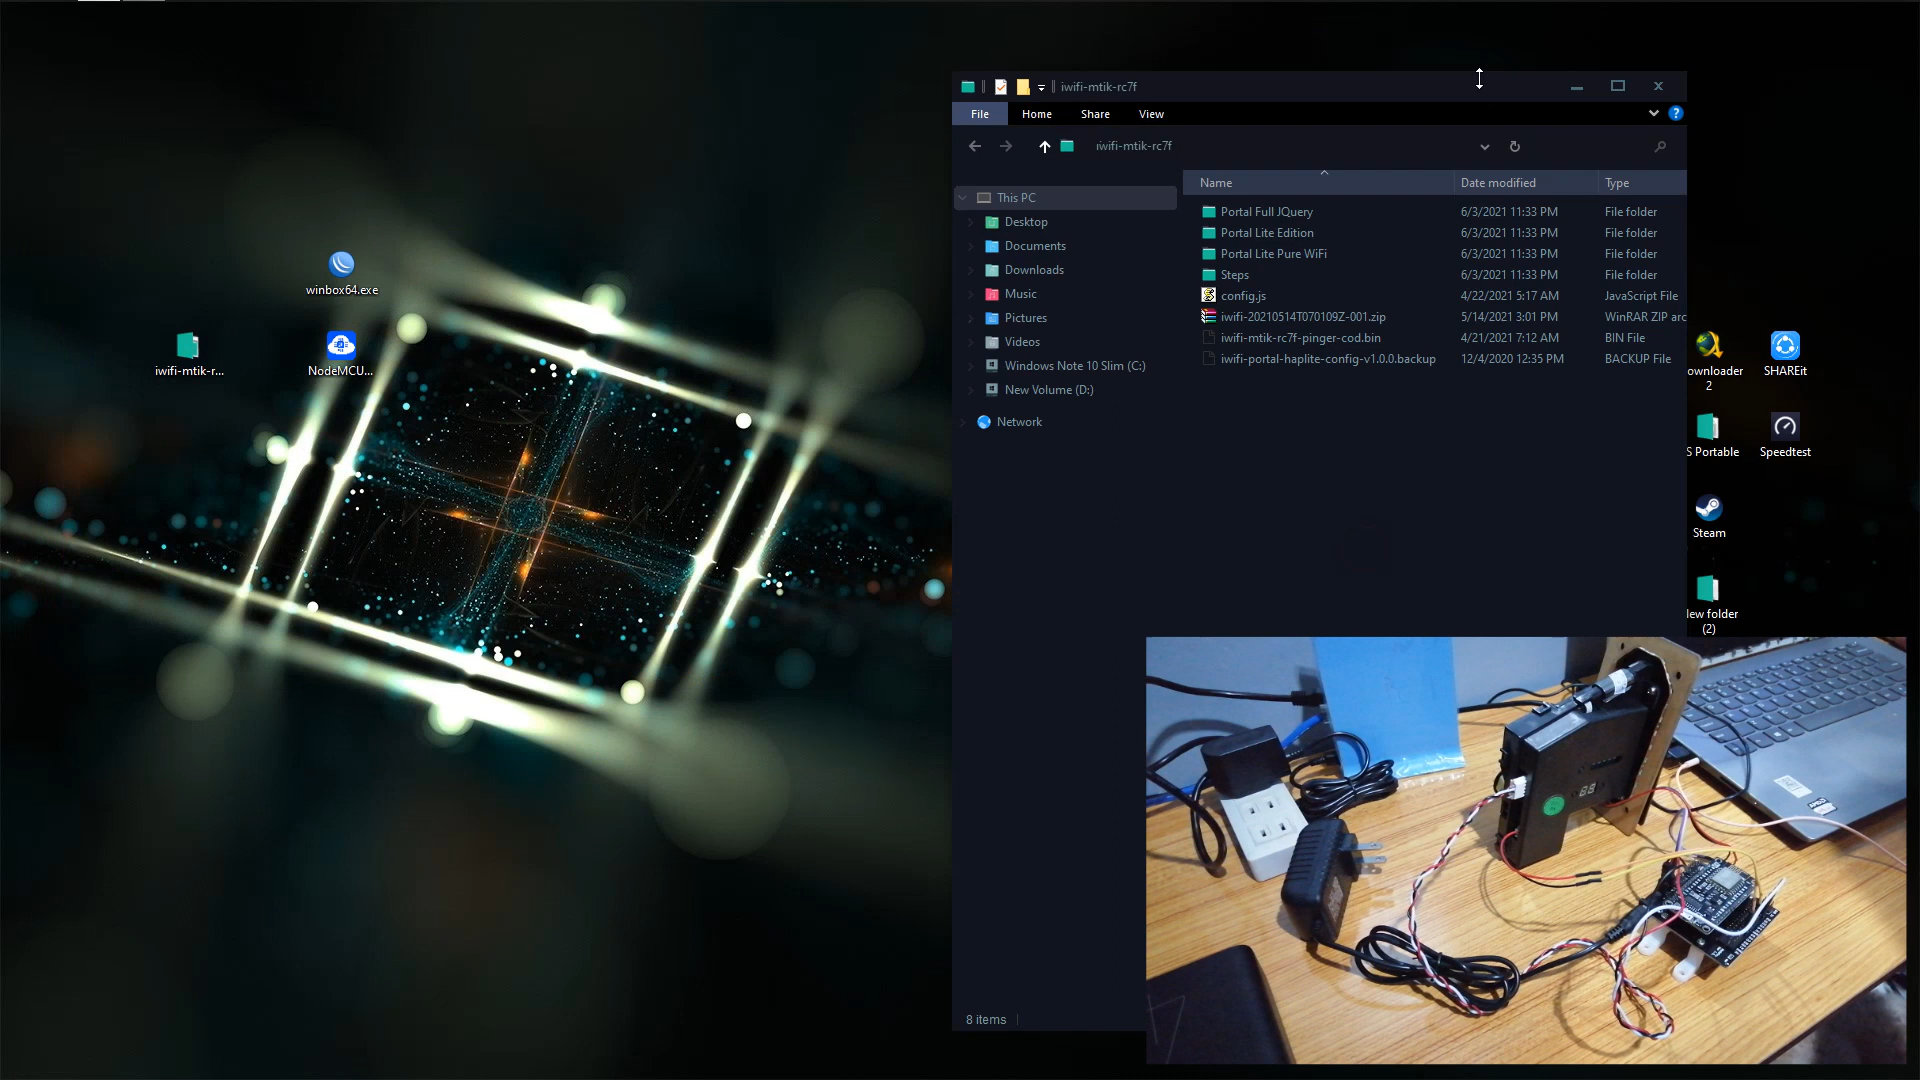 iwifi-mtik-rc7f
File
Home
Share
View
iwifi-mtik-rc7f
Name
Date modified
Type
This PC
Desktop
Documents
Downloads
Music
Pictures
Videos
Windows Note 10 Slim (C:)
New Volume (D:)
Network
Portal Full JQuery 6/3/2021 11:33 PM File folder
Portal Lite Edition 6/3/2021 11:33 PM File folder
Portal Lite Pure WiFi 6/3/2021 11:33 PM File folder
Steps 6/3/2021 11:33 PM File folder
config.js 4/22/2021 5:17 AM JavaScript File
iwifi-20210514T070109Z-001.zip 5/14/2021 3:01 PM WinRAR ZIP arc
iwifi-mtik-rc7f-pinger-cod.bin 4/21/2021 7:12 AM BIN File
iwifi-portal-haplite-config-v1.0.0.backup 12/4/2020 12:35 PM BACKUP File
8 items
winbox64.exe
iwifi-mtik-r...
NodeMCU...
ownloader
2
SHAREit
S Portable
Speedtest
Steam
lew folder
(2)